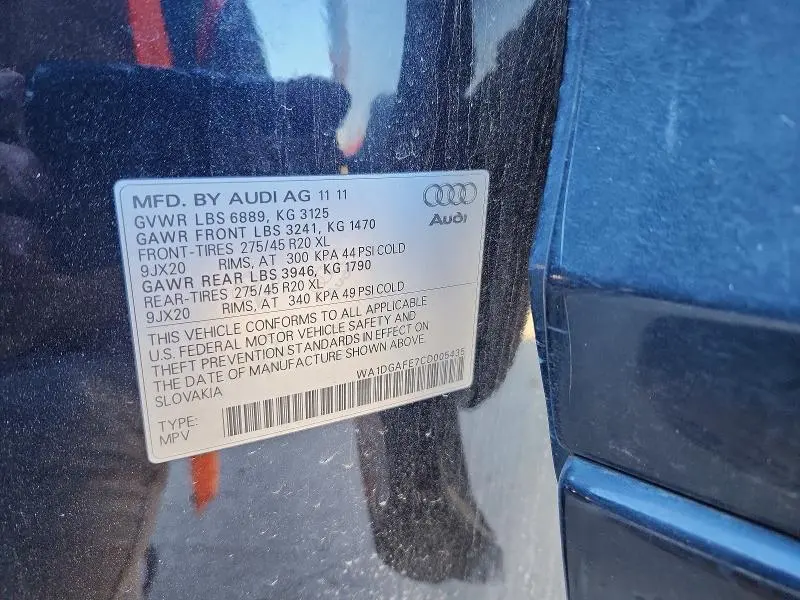 MFD. BY AUDI AG 11 11
GVWR LBS 6889, KG 3125
GAWR FRONT LBS 3241, KG 1470
FRONT-TIRES 275/45 R20 XL
9JX20 RIMS, AT 300 KPA 44 PSI COLD
GAWR REAR LBS 3946, KG 1790
REAR-TIRES 275/45 R20 XL
9JX20 RIMS, AT 340 KPA 49 PSI COLD
Audi
THIS VEHICLE CONFORMS TO ALL APPLICABLE
U.S. FEDERAL MOTOR VEHICLE SAFETY AND
THEFT PREVENTION STANDARDS IN EFFECT ON
THE DATE OF MANUFACTURE SHOWN ABOVE.
SLOVAKIA
WA1DGAFE7CD005435
TYPE:
MPV